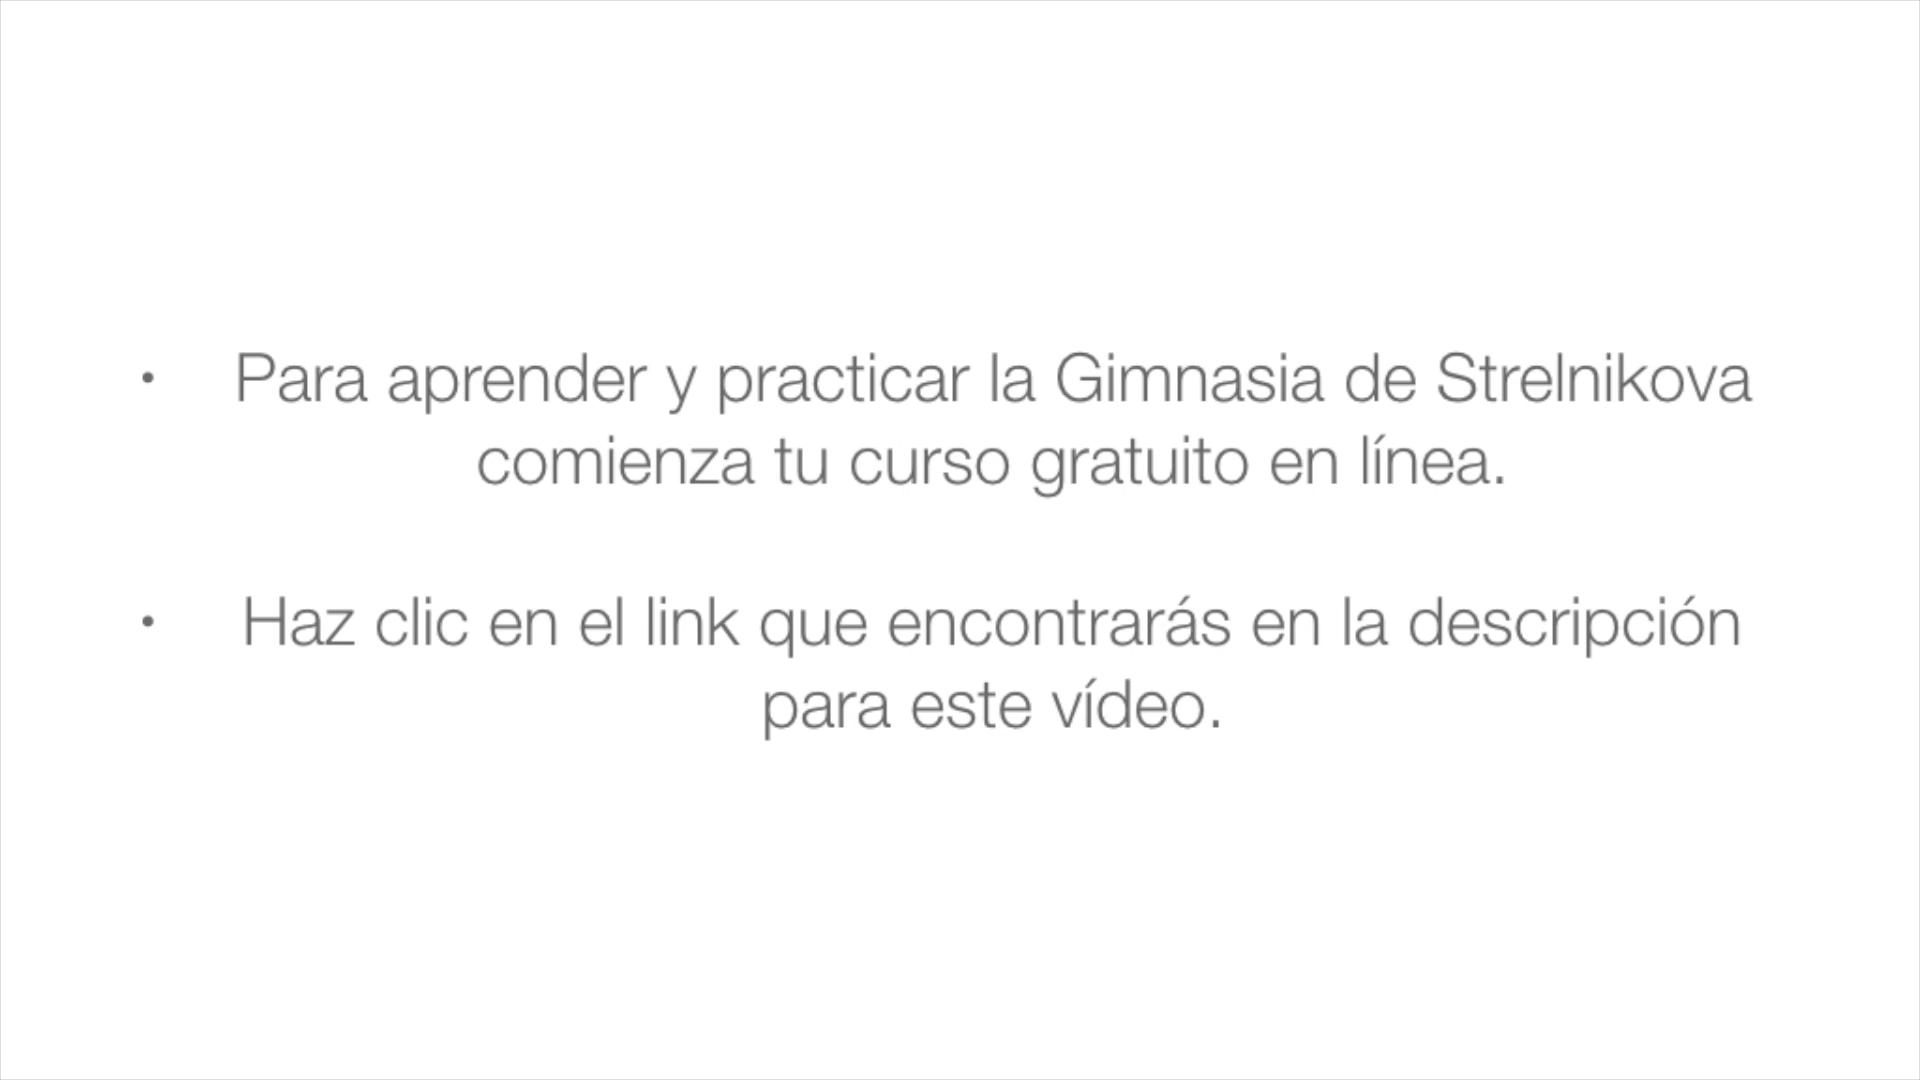 • Para aprender y practicar la Gimnasia de Strelnikova
comienza tu curso gratuito en línea.
• Haz clic en el link que encontrarás en la descripción
para este vídeo.